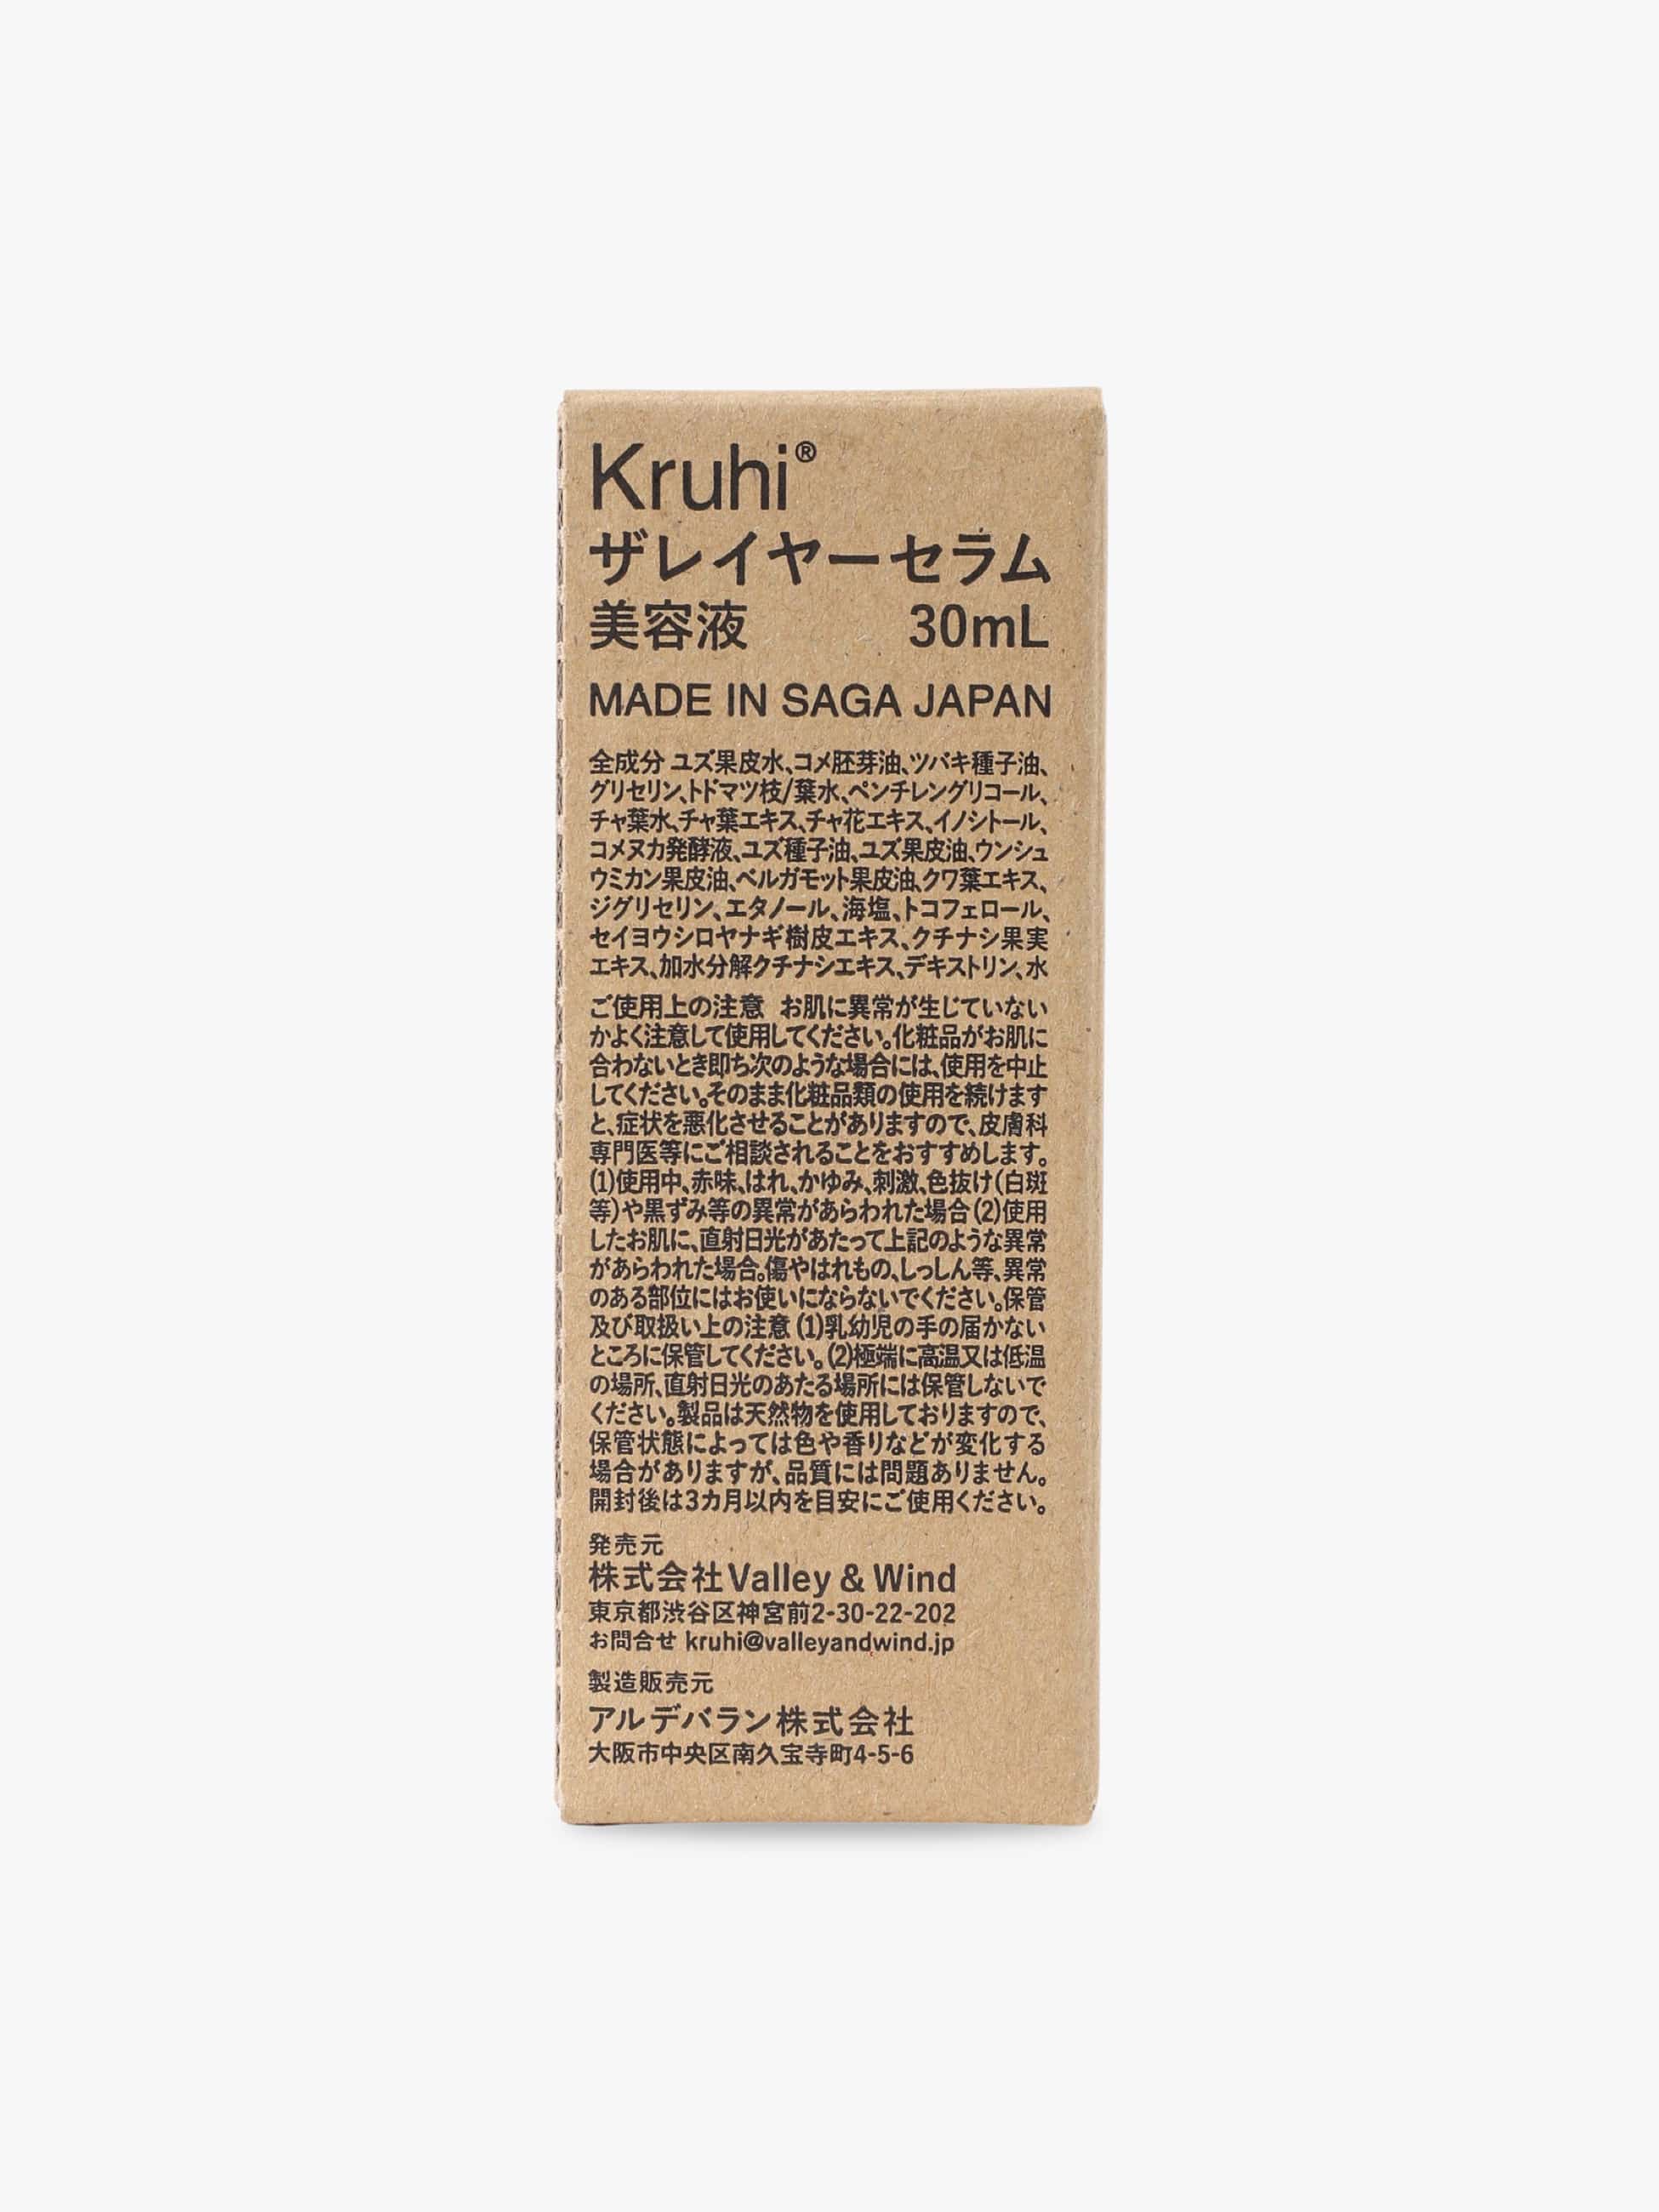 Kruhi®
ザレイヤーセラム
美容液 30mL
MADE IN SAGA JAPAN
全成分 ユズ果皮水、コメ胚芽油、ツバキ種子油、
グリセリン、トドマツ枝/葉水、ペンチレングリコール、
チャ葉水、チャ葉エキス、チャ花エキス、イノシトール、
コメヌカ発酵液、ユズ種子油、ユズ果皮油、ウンシュ
ウミカン果皮油、ベルガモット果皮油、クワ葉エキス、
ジグリセリン、エタノール、海塩、トコフェロール、
セイヨウシロヤナギ樹皮エキス、クチナシ果実
エキス、加水分解クチナシエキス、デキストリン、水
ご使用上の注意 お肌に異常が生じていない
かよく注意して使用してください。化粧品がお肌に
合わないとき即ち次のような場合には、使用を中止
してください。そのまま化粧品類の使用を続けます
と、症状を悪化させることがありますので、皮膚科
専門医等にご相談されることをおすすめします。
(1)使用中、赤味、はれ、かゆみ、刺激、色抜け(白斑
等)や黒ずみ等の異常があらわれた場合(2)使用
したお肌に、直射日光があたって上記のような異常
があらわれた場合。傷やはれもの、しっしん等、異常
のある部位にはお使いにならないでください。保管
及び取扱い上の注意(1)乳幼児の手の届かない
ところに保管してください。(2)極端に高温又は低温
の場所、直射日光のあたる場所には保管しないで
ください。製品は天然物を使用しておりますので、
保管状態によっては色や香りなどが変化する
場合がありますが、品質には問題ありません。
開封後は3カ月以内を目安にご使用ください。
発売元
株式会社Valley & Wind
東京都渋谷区神宮前2-30-22-202
お問合せ kruhi@valleyandwind.jp
製造販売元
アルデバラン株式会社
大阪市中央区南久宝寺町4-5-6